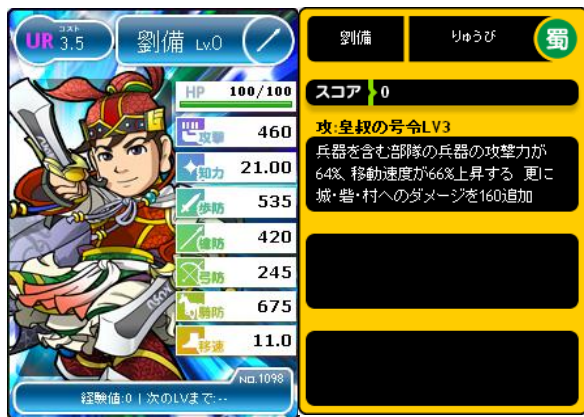 UR コスト 3.5 劉備 Lv.0
HP 100/100
攻撃 460
知力 21.00
歩防 535
槍防 420
弓防 245
騎防 675
移速 11.0
NO.1098
経験値:0 | 次のLVまで:--
劉備 りゅうび 蜀
スコア 0
攻:皇叔の号令LV3
兵器を含む部隊の兵器の攻撃力が
64%、移動速度が66%上昇する 更に
城・砦・村へのダメージを160追加